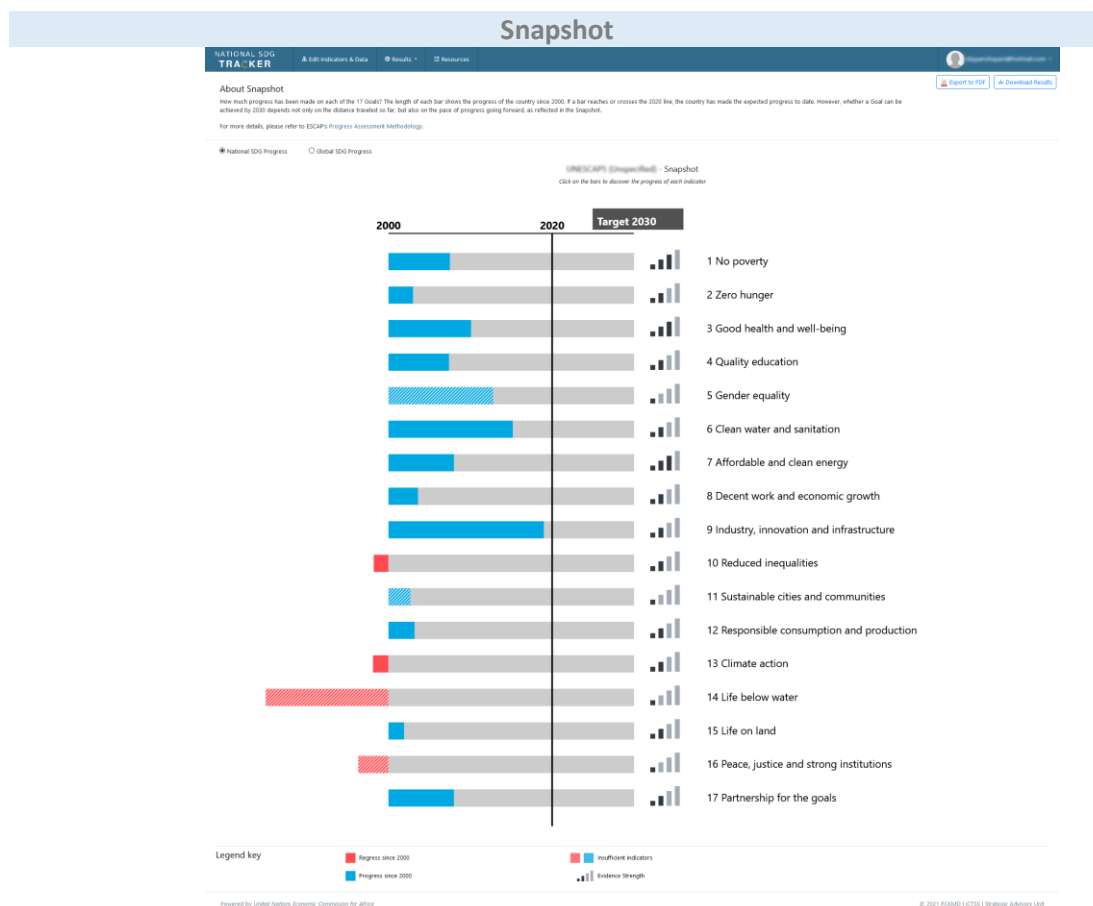 Snapshot
NATIONAL SDG
TRACKER
Edit Indicators & Data
Results
Resources
Export to PDF
Download Results
About Snapshot
How much progress has been made on each of the 17 Goals? The length of each bar shows the progress of the country since 2000. If a bar reaches or crosses the 2020 line, the country has made the expected progress to date. However, whether a Goal can be
achieved by 2030 depends not only on the distance traveled so far, but also on the pace of progress going forward, as reflected in the Snapshot.
For more details, please refer to ESCAP's Progress Assessment Methodology.
National SDG Progress
Global SDG Progress
UNESCAPS (Unspecified) - Snapshot
Click on the bars to discover the progress of each indicator
2000
2020
Target 2030
1 No poverty
2 Zero hunger
3 Good health and well-being
4 Quality education
5 Gender equality
6 Clean water and sanitation
7 Affordable and clean energy
8 Decent work and economic growth
9 Industry, innovation and infrastructure
10 Reduced inequalities
11 Sustainable cities and communities
12 Responsible consumption and production
13 Climate action
14 Life below water
15 Life on land
16 Peace, justice and strong institutions
17 Partnership for the goals
Legend key
Regress since 2000
Insufficient indicators
Progress since 2000
Evidence Strength
Powered by United Nations Economic Commission for Africa
© 2021 PCKMD | ICTSS | Strategic Advisory Unit